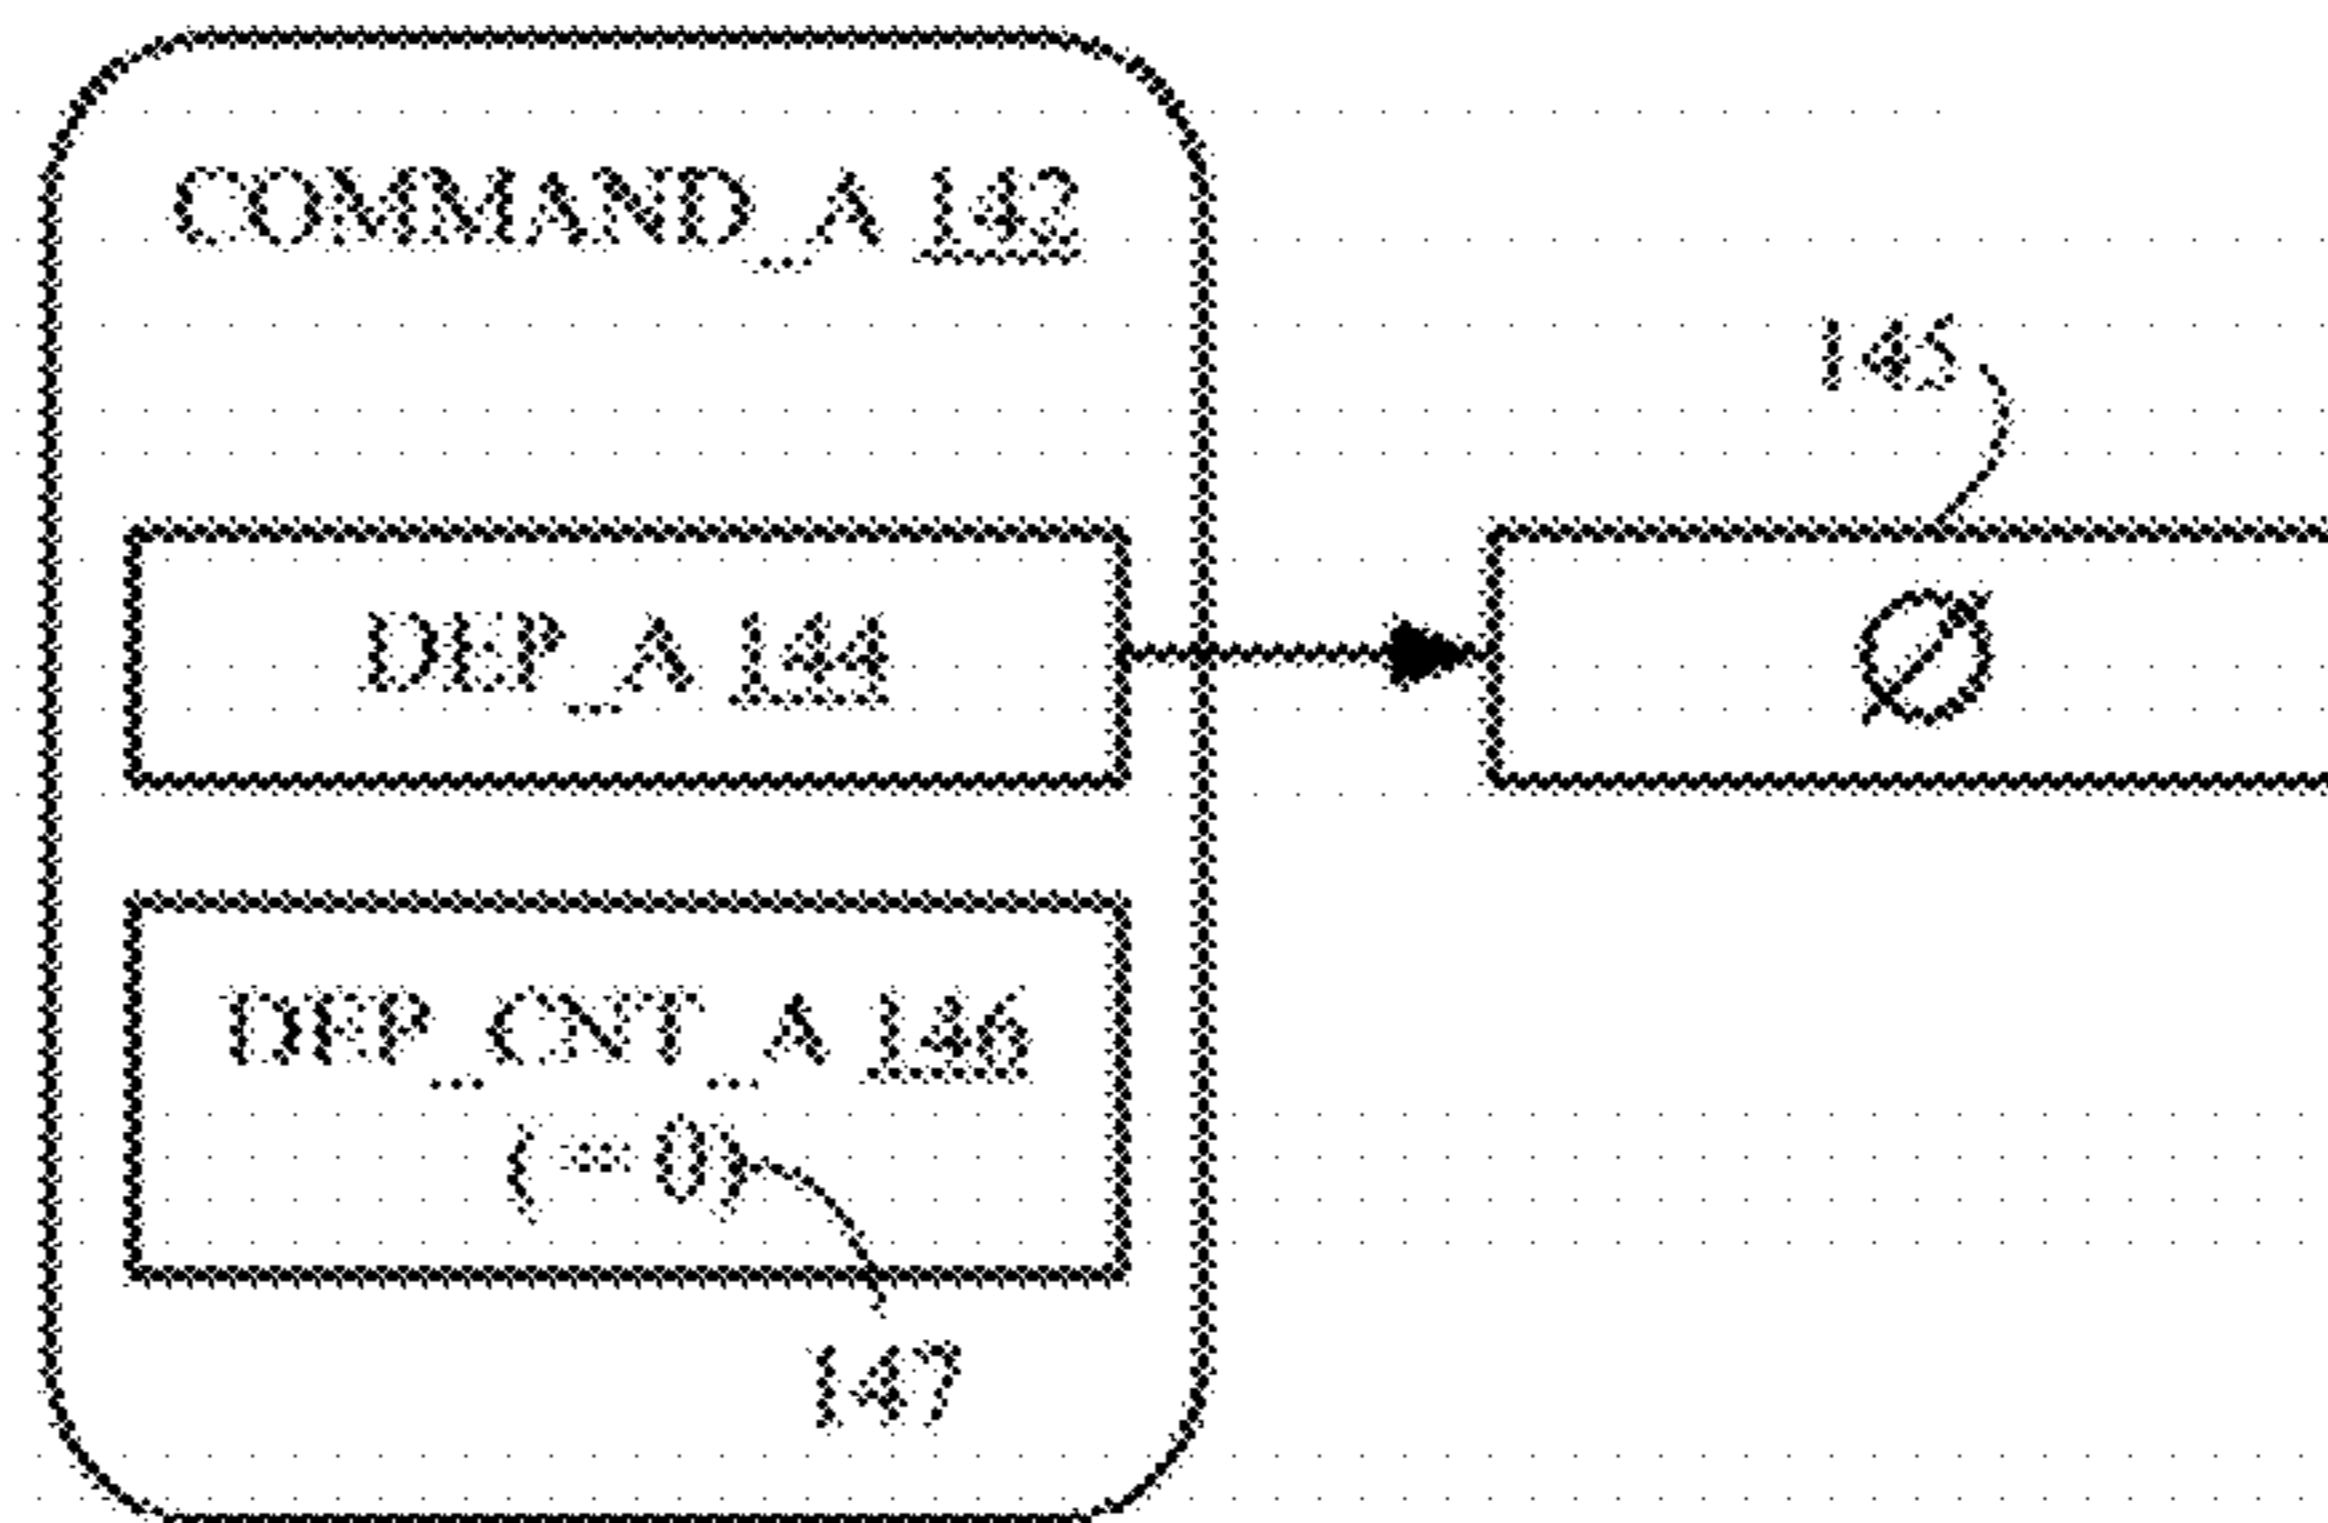 COMMAND_A 142
145
DEP_A 144
Ø
DEP_CNT_A 146
( = 0)
147